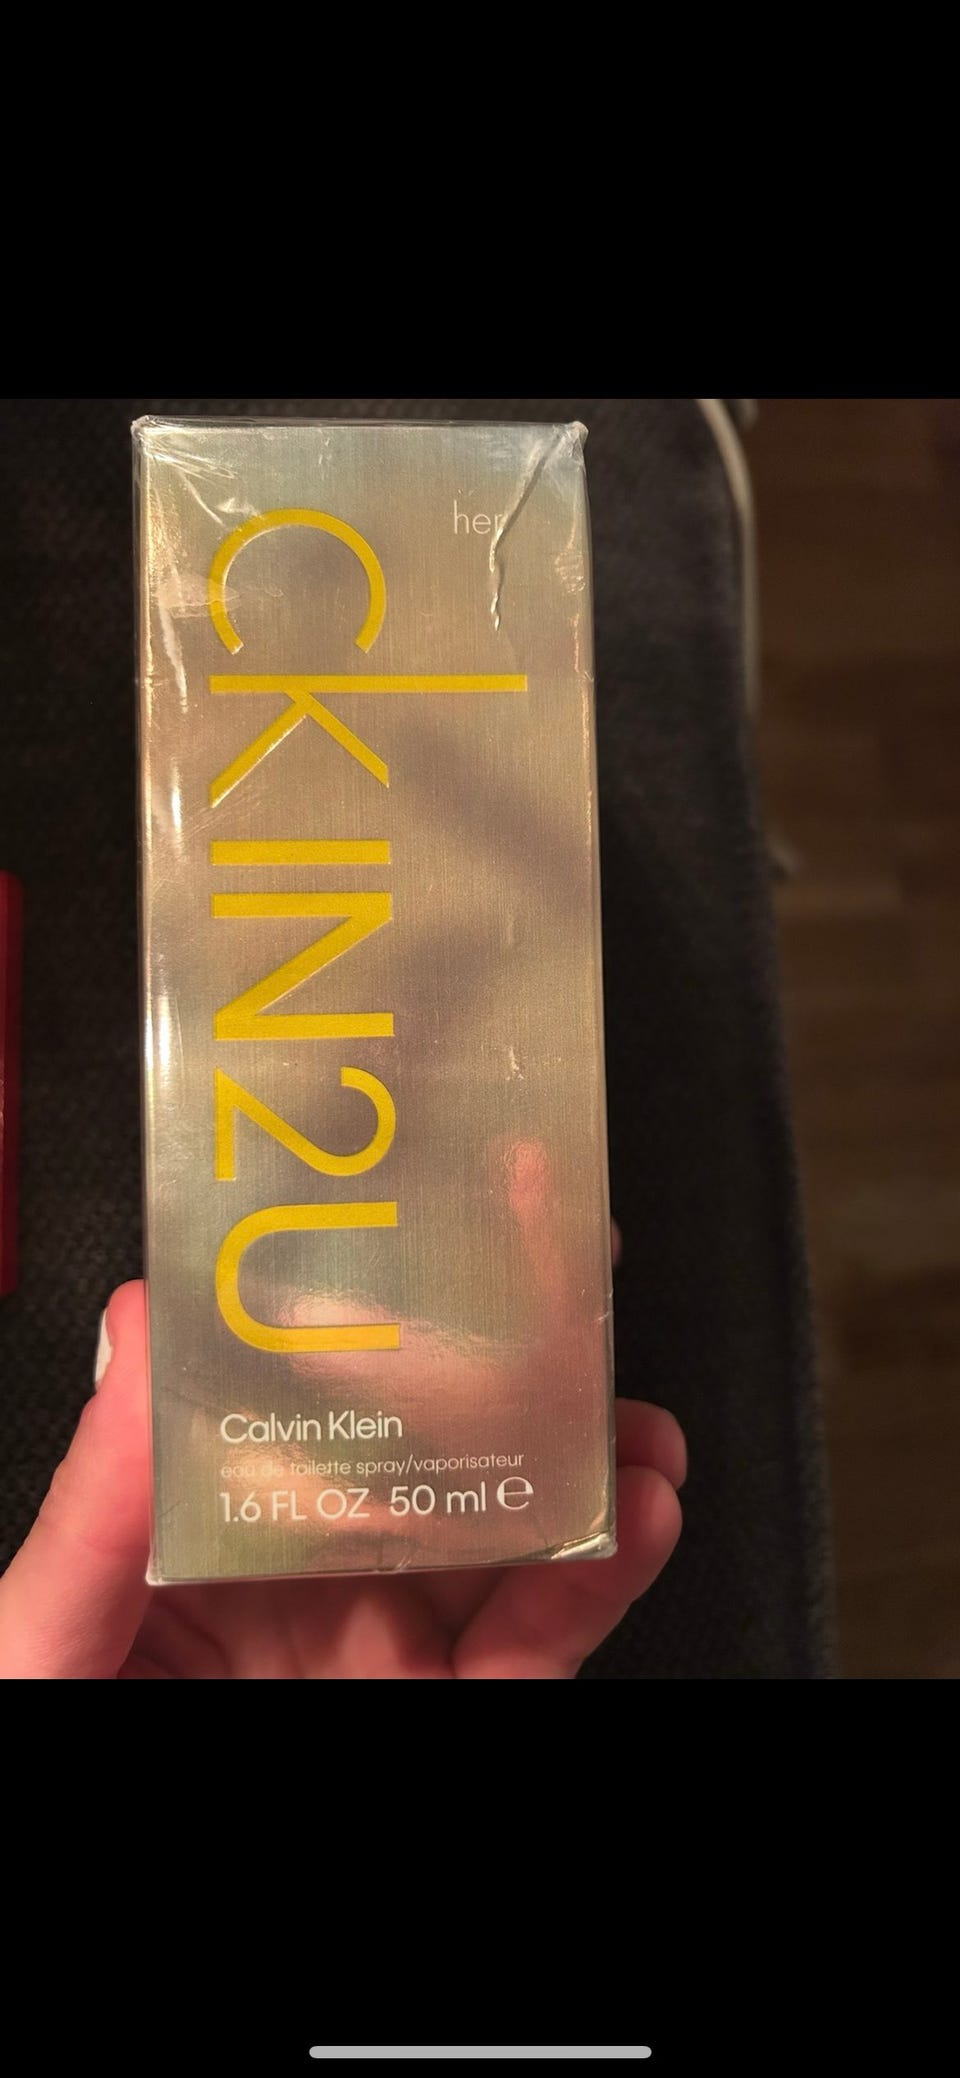 her
ckIN2U
Calvin Klein
eau de toilette spray/vaporisateur
1.6 FL OZ 50 ml ℮